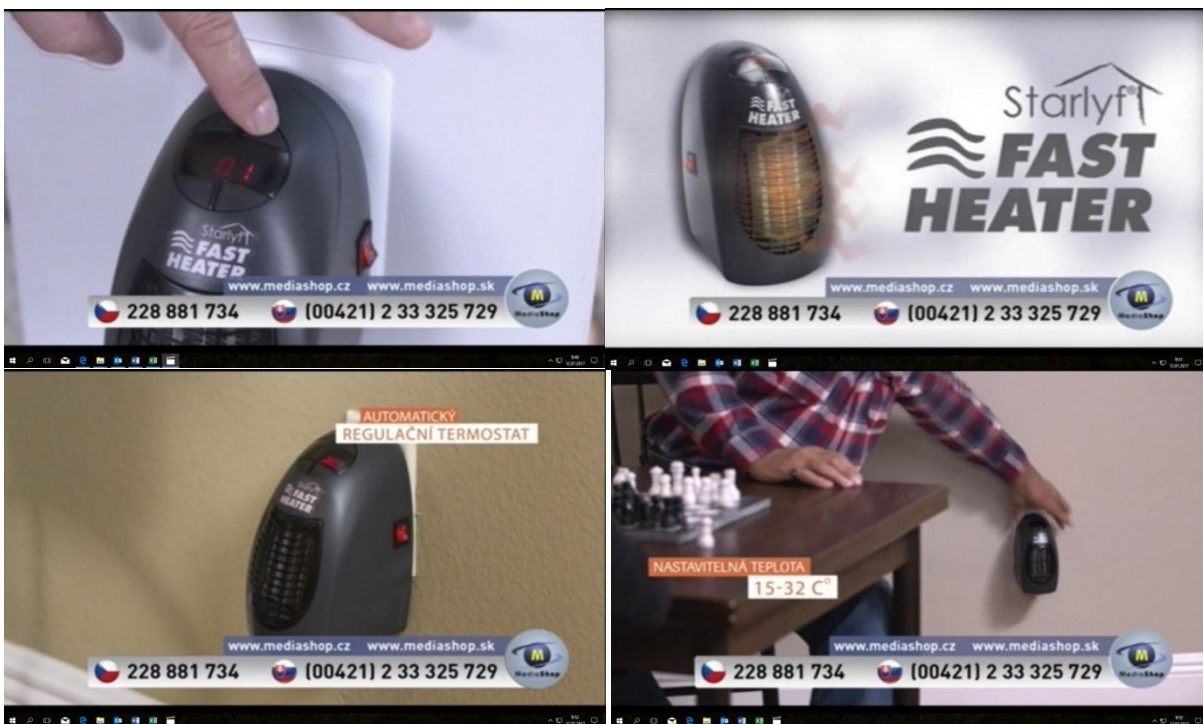 01
Starlyf
FAST
HEATER
www.mediashop.cz www.mediashop.sk
228 881 734 (00421) 2 33 325 729
M
MediaShop
FAST
HEATER
Starlyf®
FAST
HEATER
www.mediashop.cz www.mediashop.sk
228 881 734 (00421) 2 33 325 729
M
MediaShop
AUTOMATICKÝ
REGULAČNÍ TERMOSTAT
Starlyf
FAST
HEATER
www.mediashop.cz www.mediashop.sk
228 881 734 (00421) 2 33 325 729
M
MediaShop
NASTAVITELNÁ TEPLOTA
15-32 C°
www.mediashop.cz www.mediashop.sk
228 881 734 (00421) 2 33 325 729
M
MediaShop